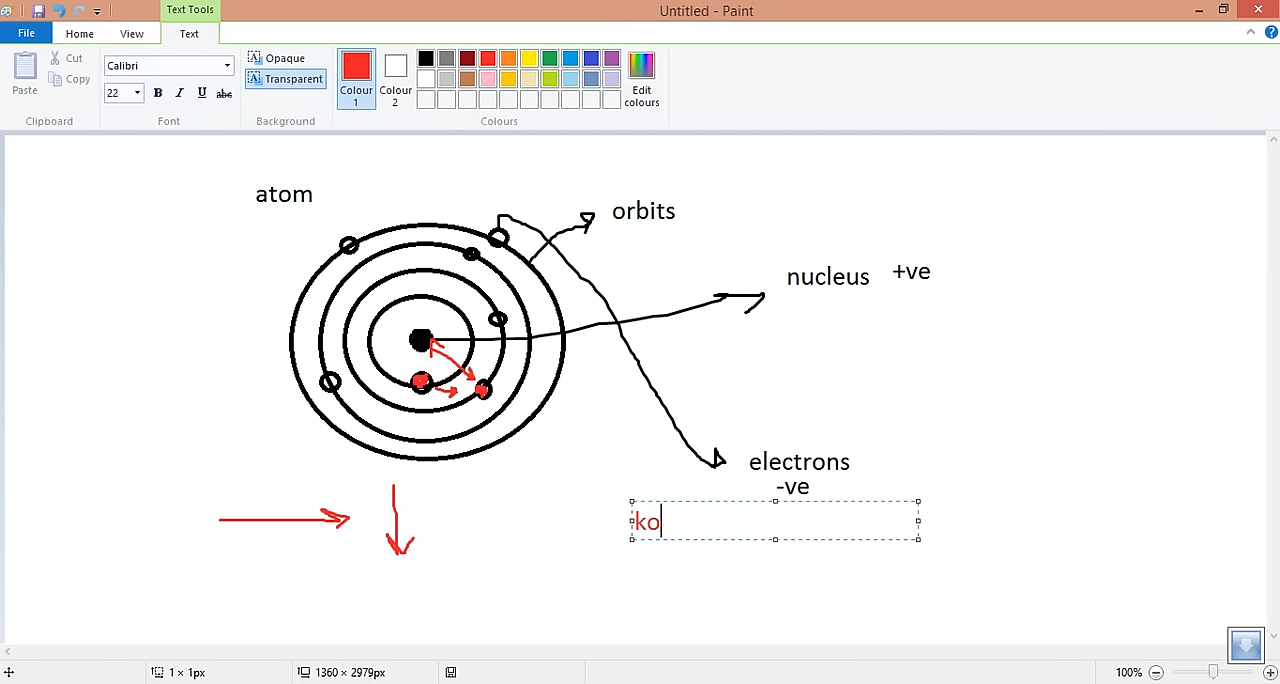 Text Tools
Untitled - Paint
File
Home
View
Text
Paste
Cut
Copy
Clipboard
Calibri
22
B I U abc
Font
Opaque
Transparent
Background
Colour 1
Colour 2
Edit colours
Colours
atom
orbits
nucleus +ve
electrons
-ve
ko
1 × 1px
1360 × 2979px
100%